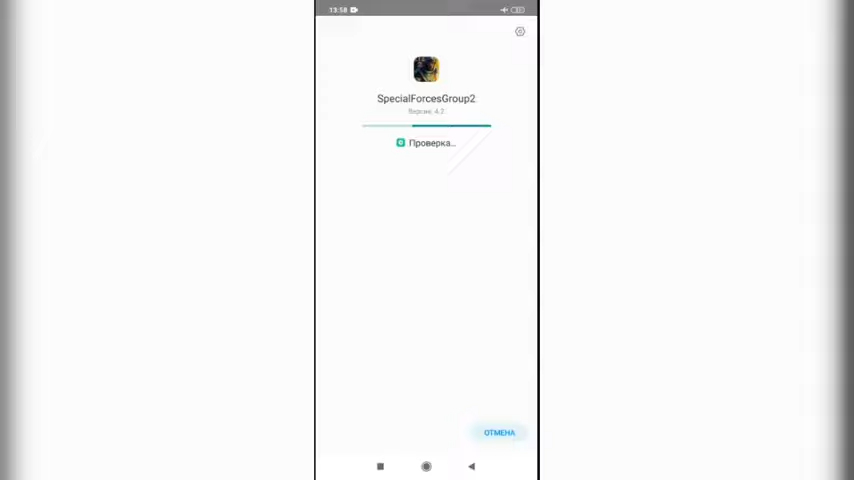 13:58
SpecialForcesGroup2
Версия: 4.2
Проверка...
ОТМЕНА